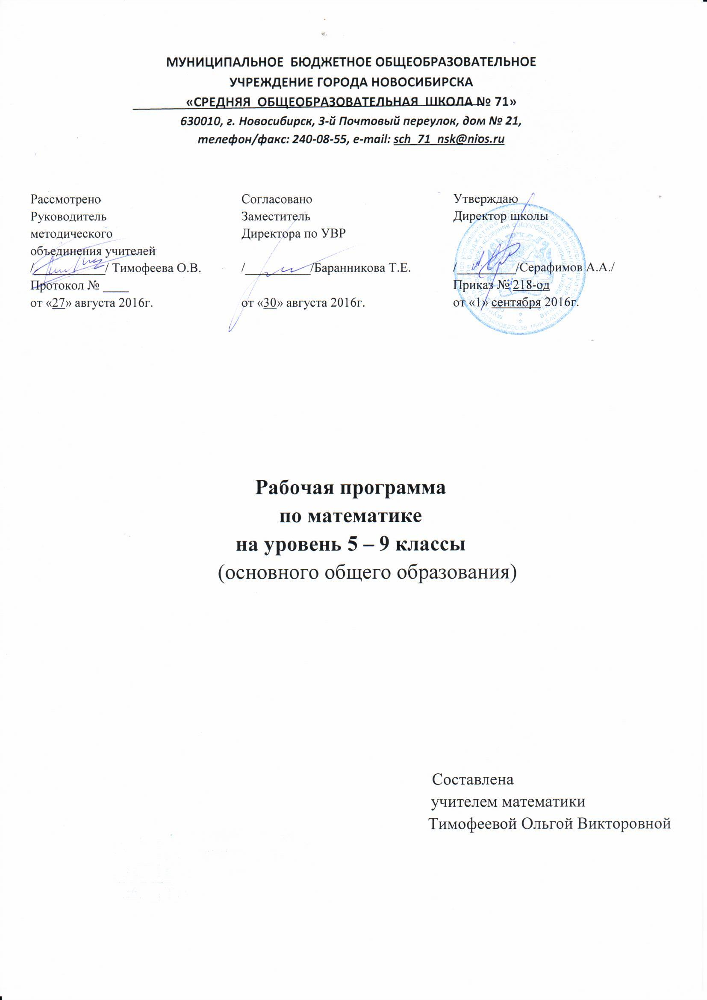 МУНИЦИПАЛЬНОЕ БЮДЖЕТНОЕ ОБЩЕОБРАЗОВАТЕЛЬНОЕ
УЧРЕЖДЕНИЕ ГОРОДА НОВОСИБИРСКА
«СРЕДНЯЯ ОБЩЕОБРАЗОВАТЕЛЬНАЯ ШКОЛА № 71»
630010, г. Новосибирск, 3-й Почтовый переулок, дом № 21,
телефон/факс: 240-08-55, e-mail: sch_71_nsk@nios.ru
Рассмотрено
Руководитель
методического
объединения учителей
/___________/ Тимофеева О.В.
Протокол № ____
от «27» августа 2016г.
Согласовано
Заместитель
Директора по УВР
/__________/Баранникова Т.Е.
от «30» августа 2016г.
Утверждаю
Директор школы
/_________/Серафимов А.А./
Приказ № 218-од
от «1» сентября 2016г.
Рабочая программа
по математике
на уровень 5 – 9 классы
(основного общего образования)
Составлена
учителем математики
Тимофеевой Ольгой Викторовной